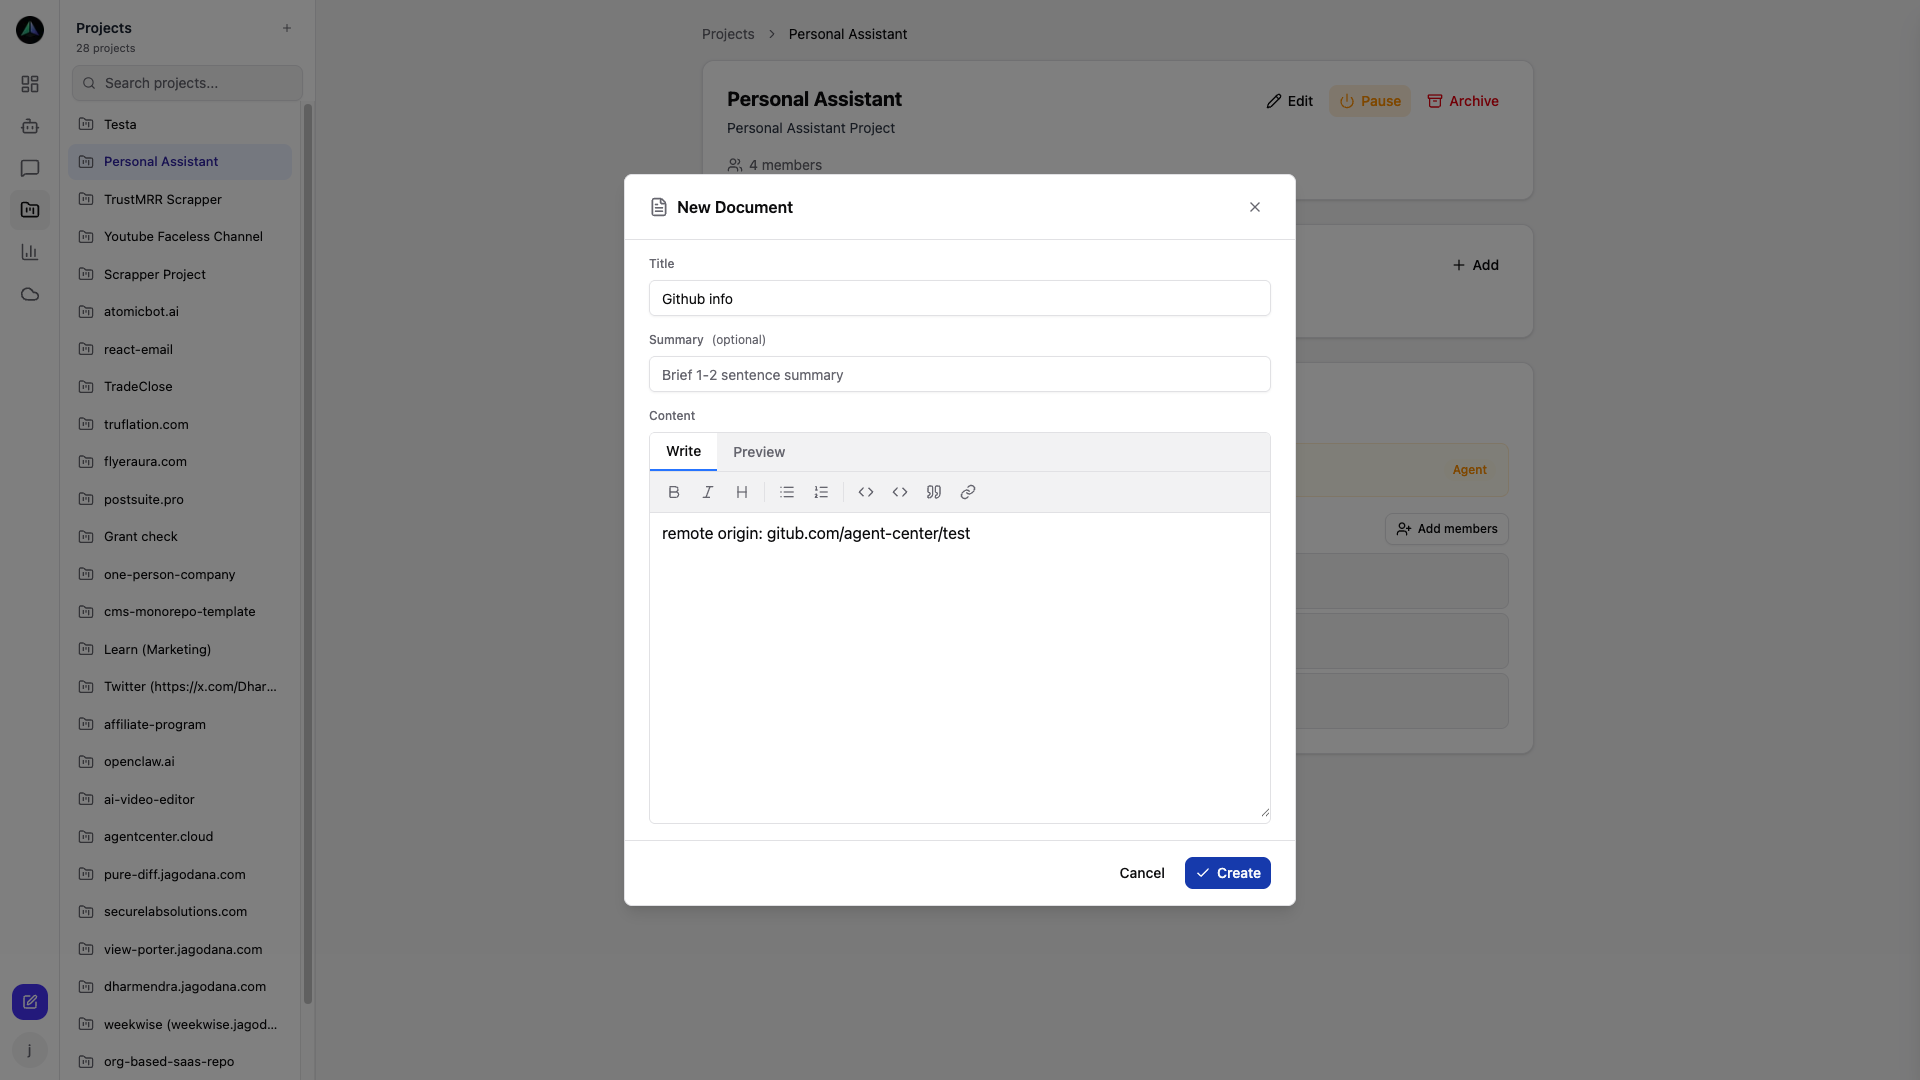 Projects
28 projects
Search projects...
Testa
Personal Assistant
TrustMRR Scrapper
Youtube Faceless Channel
Scrapper Project
atomicbot.ai
react-email
TradeClose
truflation.com
flyeraura.com
postsuite.pro
Grant check
one-person-company
cms-monorepo-template
Learn (Marketing)
Twitter (https://x.com/Dhar...
affiliate-program
openclaw.ai
ai-video-editor
agentcenter.cloud
pure-diff.jagodana.com
securelabsolutions.com
view-porter.jagodana.com
dharmendra.jagodana.com
weekwise (weekwise.jagod...
org-based-saas-repo
j
Projects > Personal Assistant
Personal Assistant
Edit
Pause
Archive
Personal Assistant Project
4 members
Add
Agent
Add members
New Document
Title
Github info
Summary (optional)
Brief 1-2 sentence summary
Content
Write
Preview
B I H
remote origin: gitub.com/agent-center/test
Cancel
Create